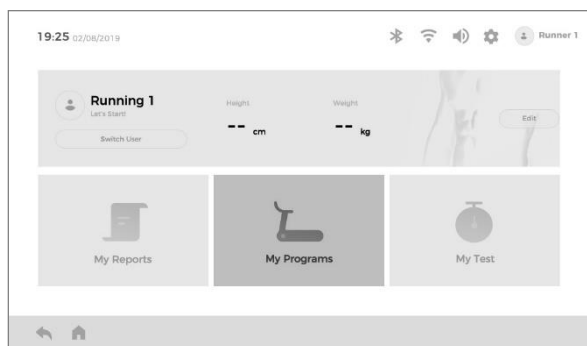 19:25 02/08/2019
Runner 1
Running 1
Let's Start!
Switch User
Height
-- cm
Weight
-- kg
Edit
My Reports
My Programs
My Test